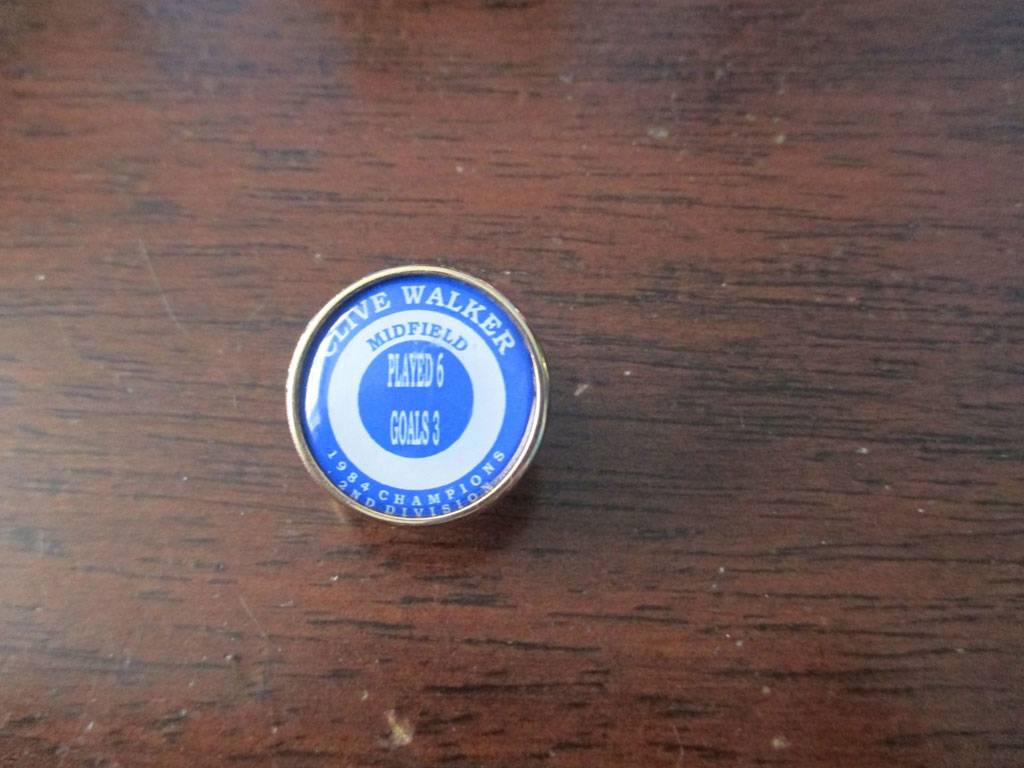 CLIVE WALKER
MIDFIELD
PLAYED 6
GOALS 3
1984 CHAMPIONS
2ND DIVISION